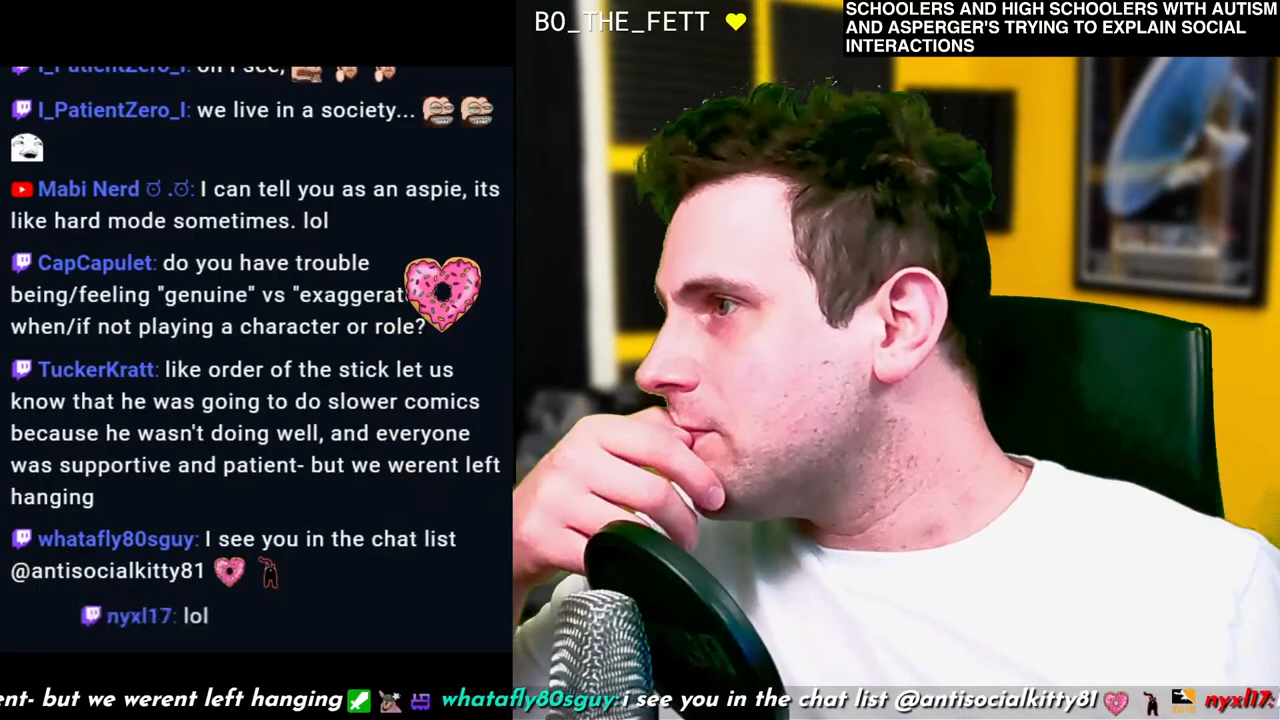 BO_THE_FETT
SCHOOLERS AND HIGH SCHOOLERS WITH AUTISM
AND ASPERGER'S TRYING TO EXPLAIN SOCIAL
INTERACTIONS
I_PatientZero_I: oh I see,
I_PatientZero_I: we live in a society...
Mabi Nerd: I can tell you as an aspie, its
like hard mode sometimes. lol
CapCapulet: do you have trouble
being/feeling "genuine" vs "exaggerat
when/if not playing a character or role?
TuckerKratt: like order of the stick let us
know that he was going to do slower comics
because he wasn't doing well, and everyone
was supportive and patient- but we werent left
hanging
whatafly80sguy: I see you in the chat list
@antisocialkitty81
nyxl17: lol
ent- but we werent left hanging whatafly80sguy: i see you in the chat list @antisocialkitty81 nyxl17: